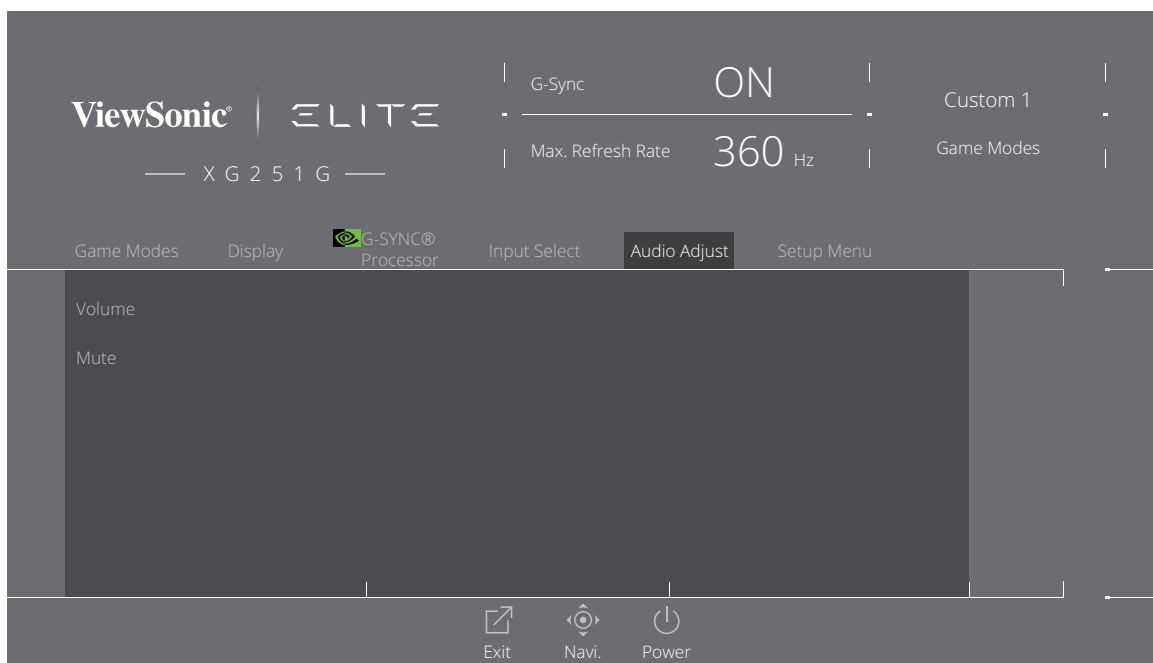 ViewSonic® ELITE
XG251G
G-Sync ON
Max. Refresh Rate 360 Hz
Custom 1
Game Modes
Game Modes Display G-SYNC® Processor Input Select Audio Adjust Setup Menu
Volume
Mute
Exit Navi. Power